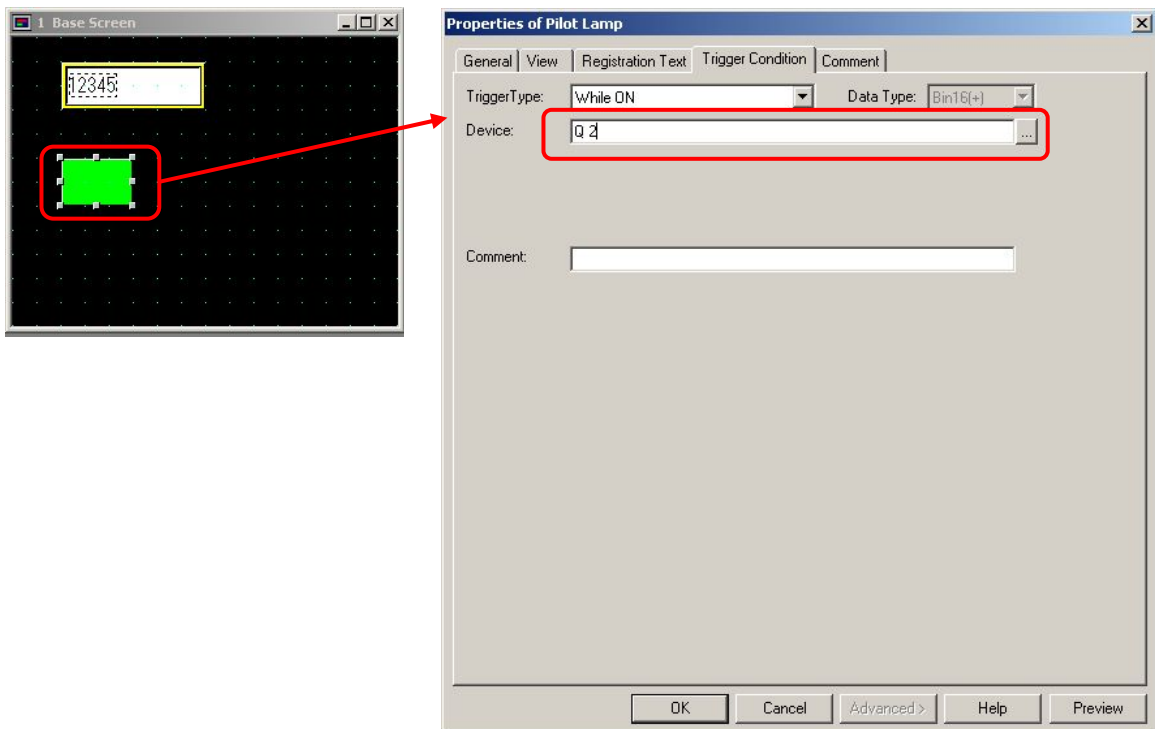 1 Base Screen
12345
Properties of Pilot Lamp
General View Registration Text Trigger Condition Comment
TriggerType: While ON Data Type: Bin16(+)
Device: Q 2
...
Comment:
OK Cancel Advanced > Help Preview